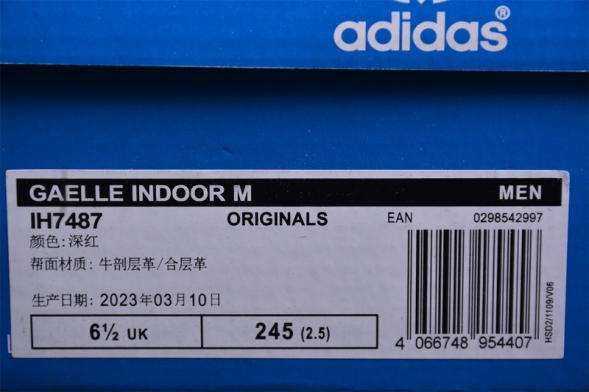 adidas®
GAELLE INDOOR M MEN
IH7487 ORIGINALS EAN 0298542997
颜色:深红
帮面材质: 牛剖层革/合层革
生产日期: 2023年03月10日
6½ UK 245 (2.5)
4 066748 954407
HSD2/1109/V06